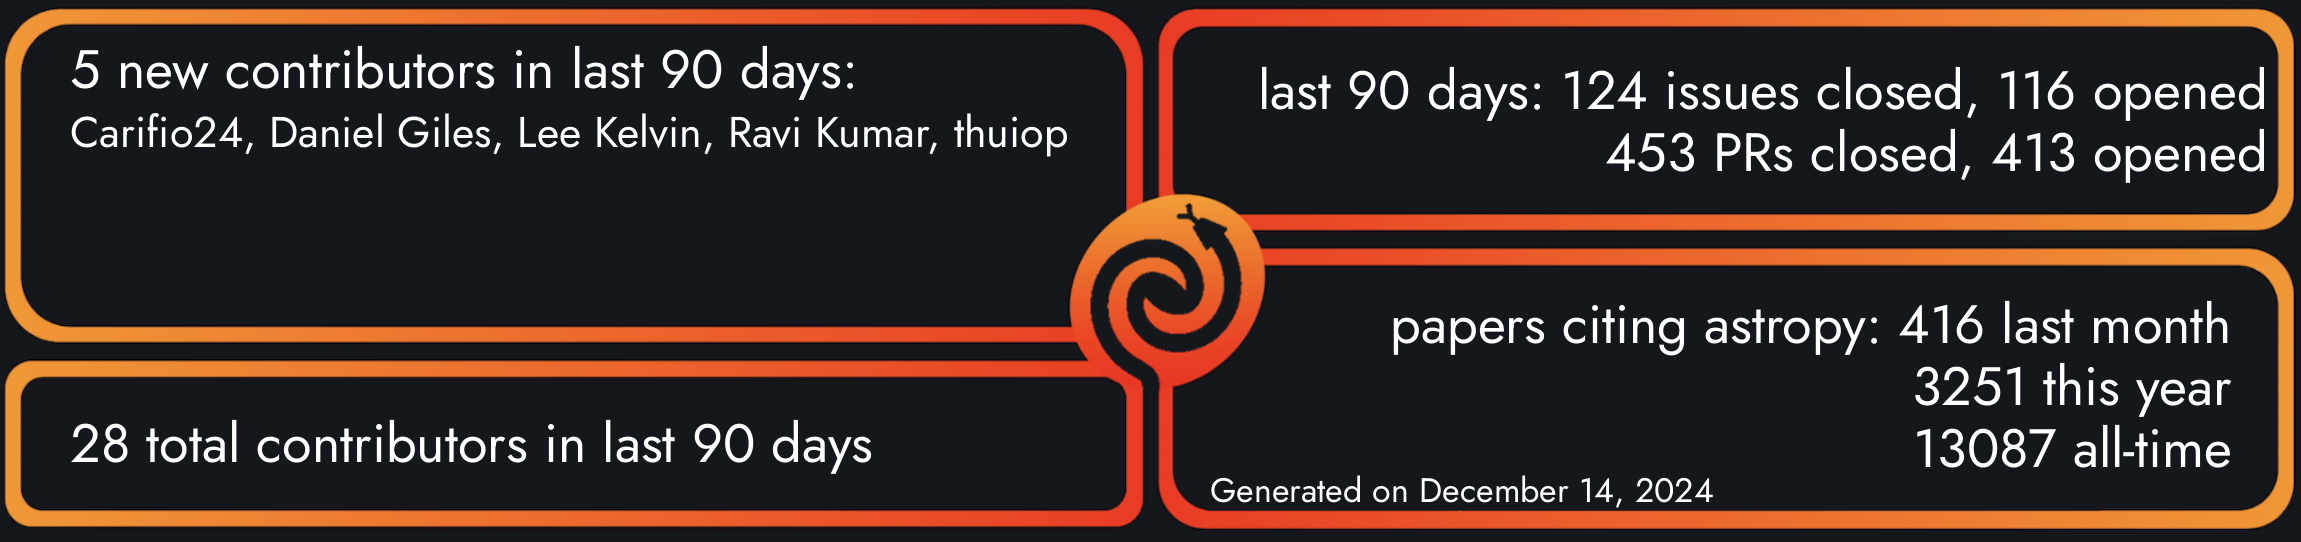 5 new contributors in last 90 days:
Carifio24, Daniel Giles, Lee Kelvin, Ravi Kumar, thuiop
28 total contributors in last 90 days
last 90 days: 124 issues closed, 116 opened
453 PRs closed, 413 opened
papers citing astropy: 416 last month
3251 this year
13087 all-time
Generated on December 14, 2024